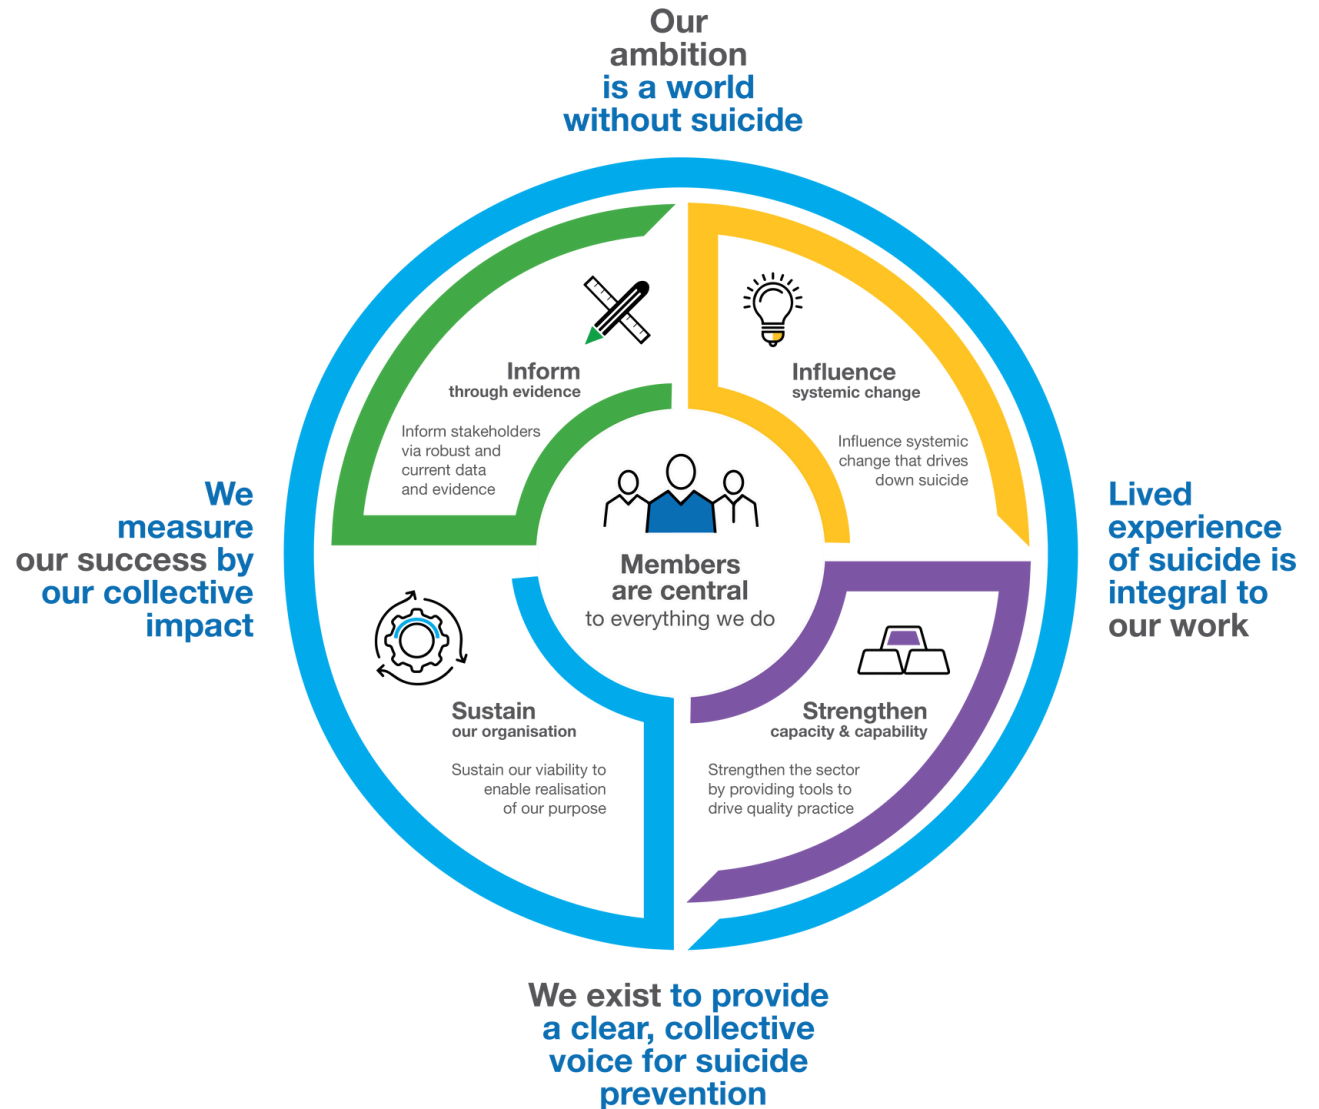 Our
ambition
is a world
without suicide
Inform
through evidence
Inform stakeholders
via robust and
current data
and evidence
Influence
systemic change
Influence systemic
change that drives
down suicide
We
measure
our success by
our collective
impact
Members
are central
to everything we do
Lived
experience
of suicide is
integral to
our work
Sustain
our organisation
Sustain our viability to
enable realisation
of our purpose
Strengthen
capacity & capability
Strengthen the sector
by providing tools to
drive quality practice
We exist to provide
a clear, collective
voice for suicide
prevention